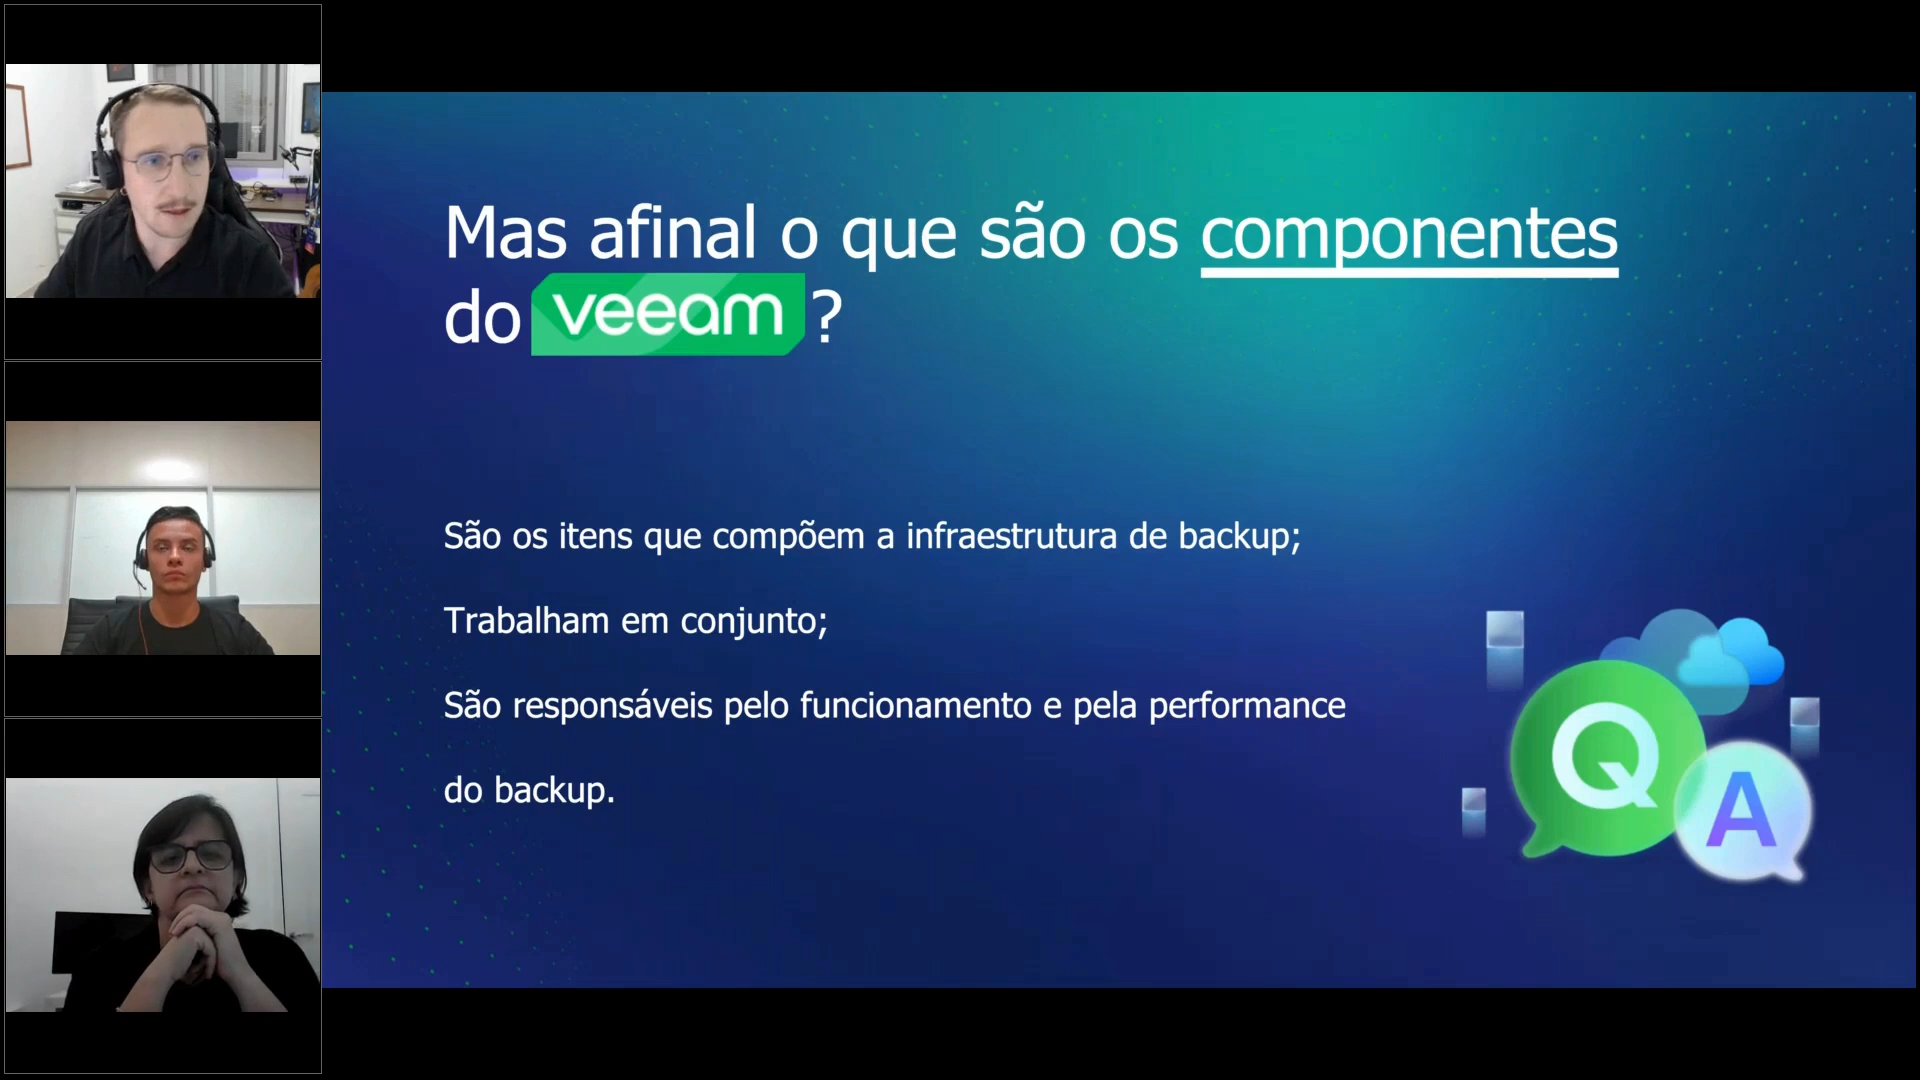 Mas afinal o que são os componentes
do veeam ?
São os itens que compõem a infraestrutura de backup;
Trabalham em conjunto;
São responsáveis pelo funcionamento e pela performance
do backup.
Q
A